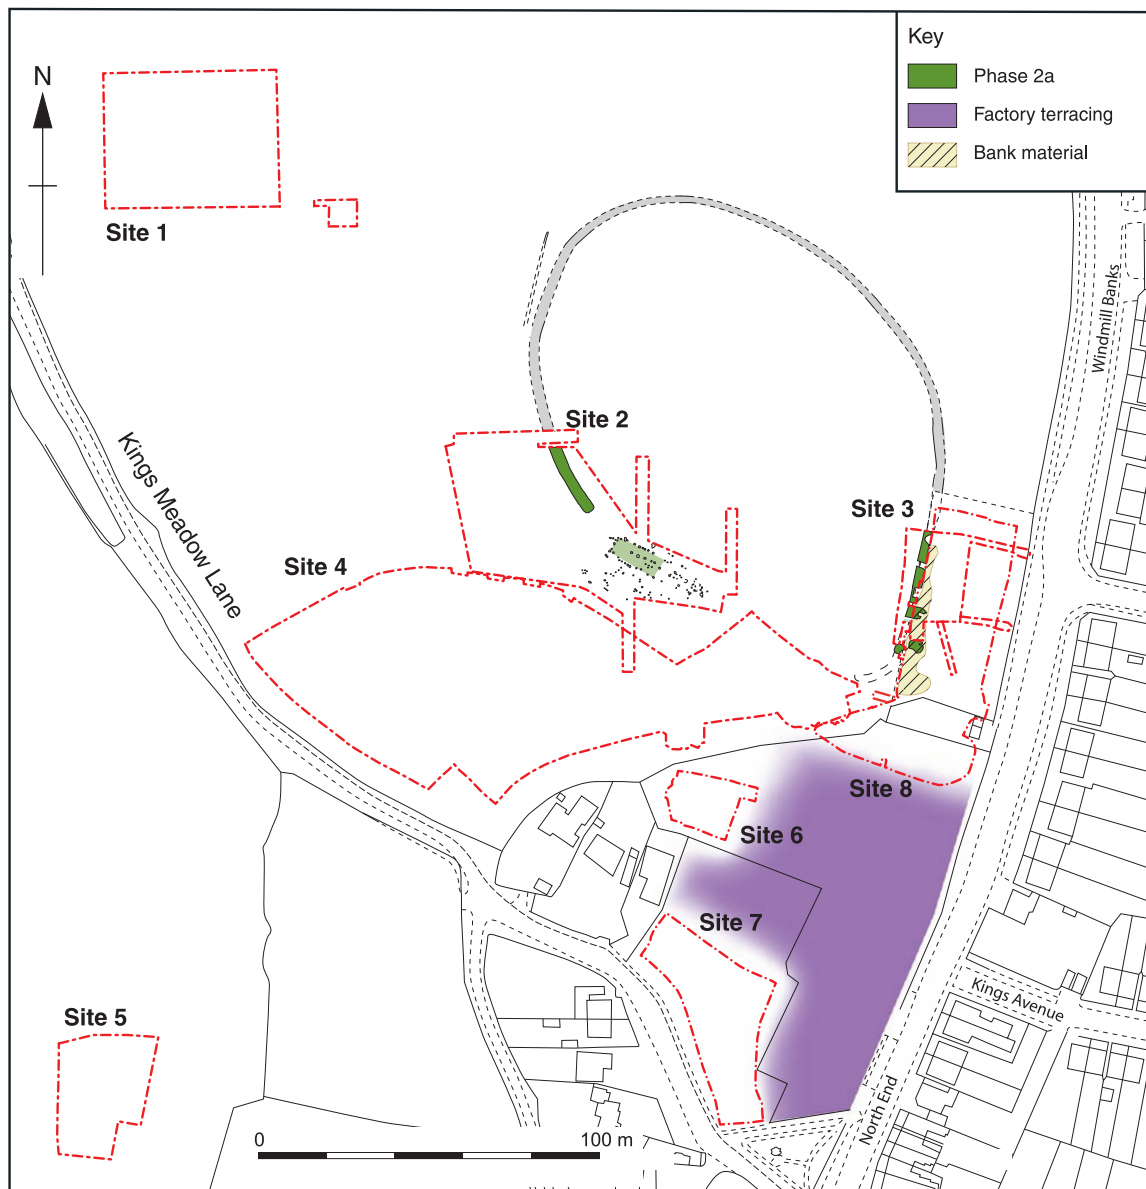 Key
Phase 2a
Factory terracing
Bank material
N
Site 1
Windmill Banks
Site 2
Kings Meadow Lane
Site 3
Site 4
Site 8
Site 6
Site 7
Kings Avenue
Site 5
North End
0 100 m